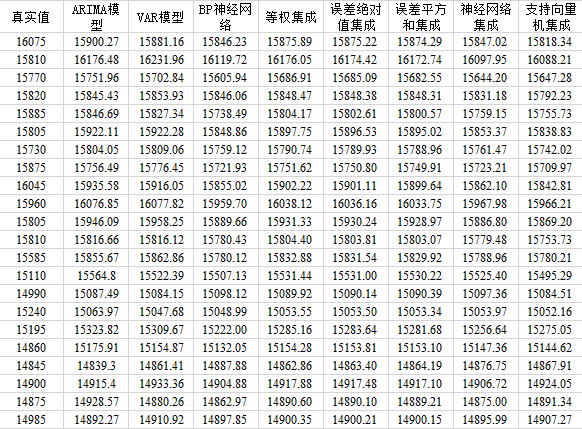 真实值 ARIMA模型 VAR模型 BP神经网络 等权集成 误差绝对值集成 误差平方和集成 神经网络集成 支持向量机集成
16075 15900.27 15881.16 15846.23 15875.89 15875.22 15874.29 15847.02 15818.34
15810 16176.48 16231.96 16119.72 16176.05 16174.42 16172.74 16097.95 16088.21
15770 15751.96 15702.84 15605.94 15686.91 15685.09 15682.55 15644.20 15647.28
15820 15845.43 15853.93 15846.06 15848.47 15848.38 15848.31 15831.18 15792.23
15885 15846.69 15827.34 15738.49 15804.17 15802.61 15800.57 15759.15 15755.73
15805 15922.11 15922.28 15848.86 15897.75 15896.53 15895.02 15853.37 15838.83
15730 15804.05 15809.06 15759.12 15790.74 15789.93 15788.96 15761.47 15742.02
15875 15756.49 15776.45 15721.93 15751.62 15750.80 15749.91 15723.21 15709.97
16045 15935.58 15916.05 15855.02 15902.22 15901.11 15899.64 15862.10 15842.81
15960 16076.85 16077.82 15959.70 16038.12 16036.16 16033.75 15967.98 15966.21
15805 15946.09 15958.25 15889.66 15931.33 15930.24 15928.97 15886.80 15869.20
15810 15816.66 15816.12 15780.43 15804.40 15803.81 15803.07 15779.48 15753.73
15585 15855.67 15862.86 15780.12 15832.88 15831.54 15829.92 15788.96 15780.21
15110 15564.8 15522.39 15507.13 15531.44 15531.00 15530.22 15525.40 15495.29
14990 15087.49 15084.15 15098.12 15089.92 15090.14 15090.39 15097.36 15084.51
15240 15063.97 15047.68 15048.99 15053.55 15053.50 15053.34 15053.97 15052.16
15195 15323.82 15309.67 15222.00 15285.16 15283.64 15281.68 15256.64 15275.05
14860 15175.91 15154.87 15132.05 15154.28 15153.81 15153.10 15147.36 15144.62
14845 14839.3 14861.41 14887.88 14862.86 14863.40 14864.19 14876.75 14867.91
14900 14915.4 14933.36 14904.88 14917.88 14917.48 14917.10 14906.72 14924.05
14875 14928.57 14880.26 14862.97 14890.60 14890.10 14889.21 14875.00 14891.34
14985 14892.27 14910.92 14897.85 14900.35 14900.21 14900.15 14895.99 14907.27